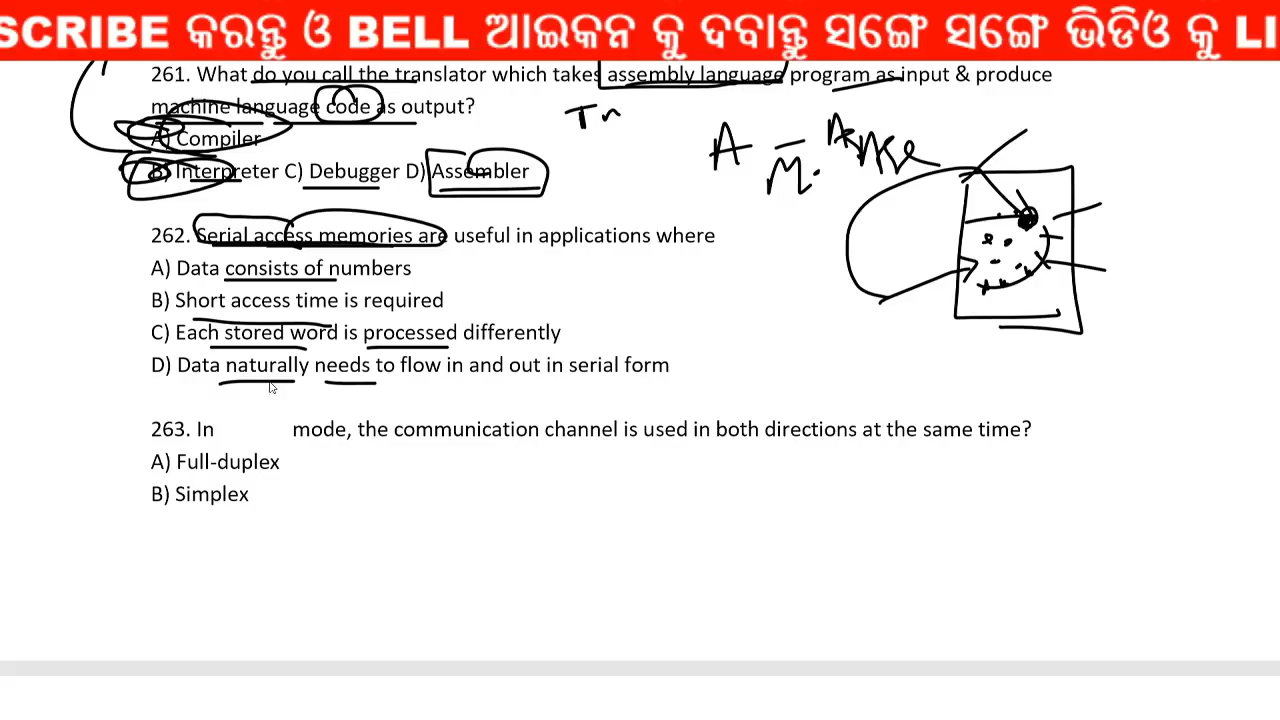 SCRIBE କରନ୍ତୁ ଓ BELL ଆଇକନ କୁ ଦବାନ୍ତୁ ସଙ୍ଗେ ସଙ୍ଗେ ଭିଡିଓ କୁ LI
261. What do you call the translator which takes assembly language program as input & produce
machine language code as output?
A) Compiler
B) Interpreter C) Debugger D) Assembler
262. Serial access memories are useful in applications where
A) Data consists of numbers
B) Short access time is required
C) Each stored word is processed differently
D) Data naturally needs to flow in and out in serial form
263. In mode, the communication channel is used in both directions at the same time?
A) Full-duplex
B) Simplex